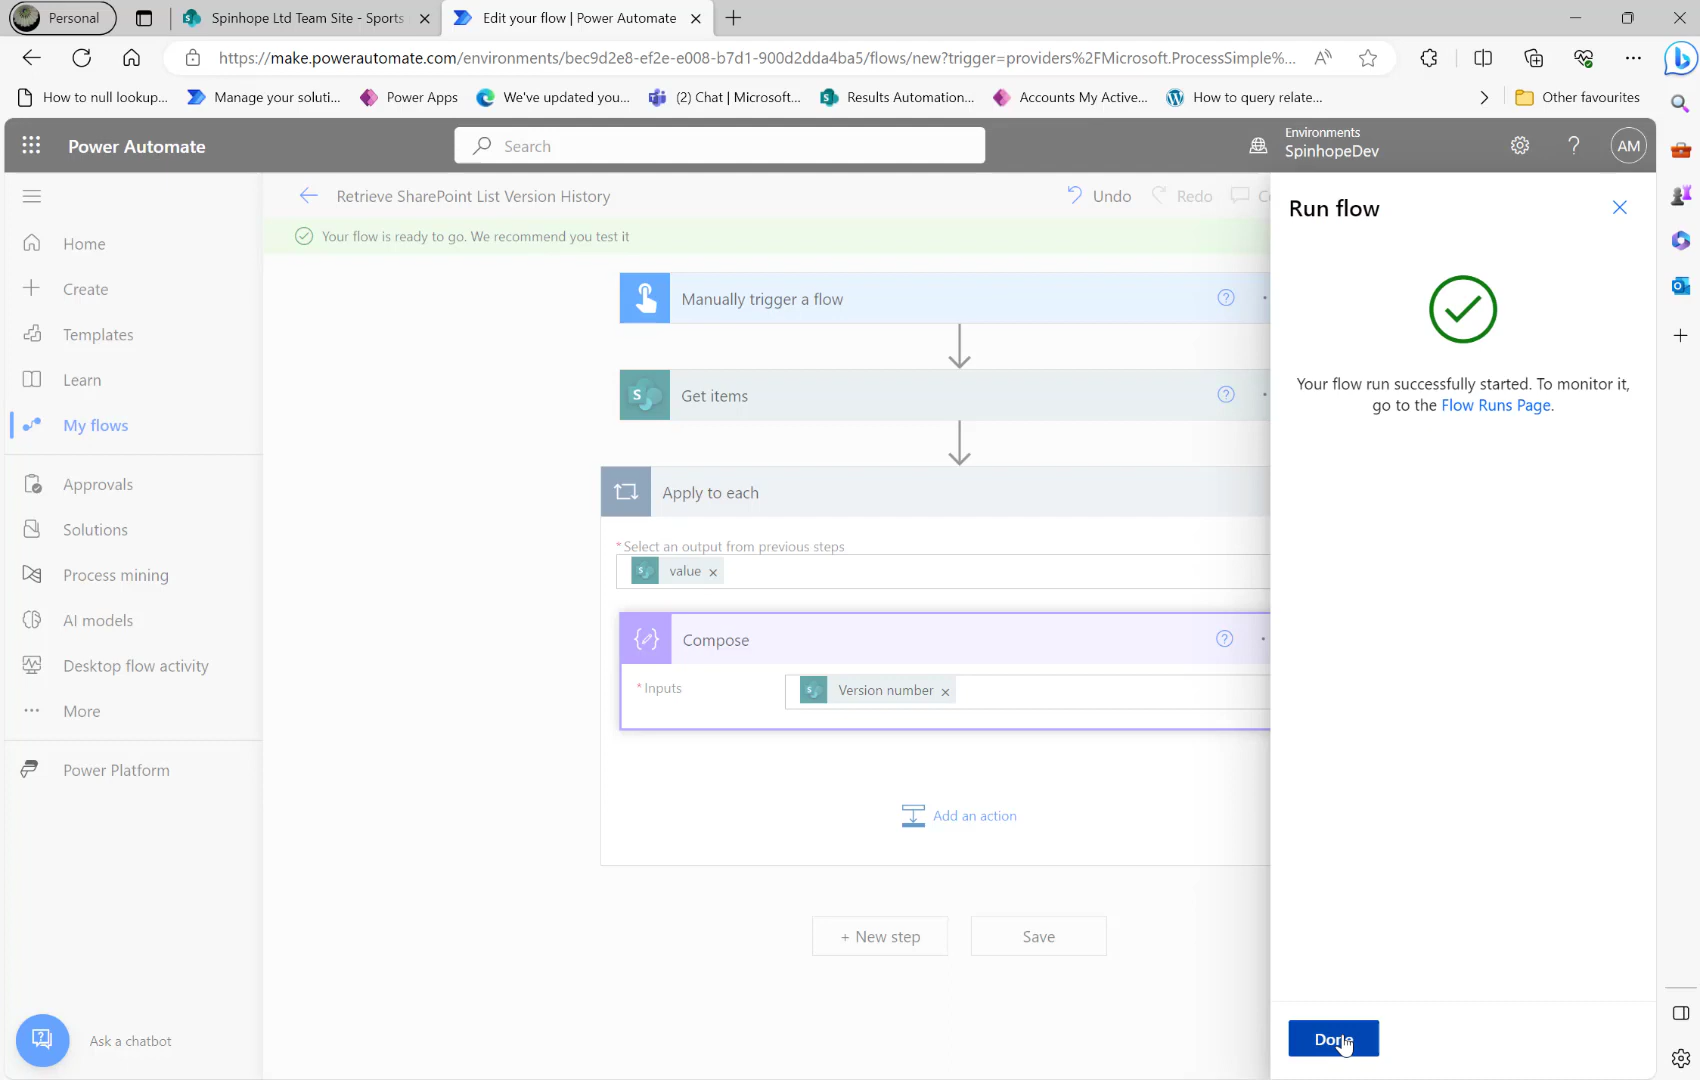 Personal
Spinhope Ltd Team Site - Sports
Edit your flow | Power Automate
https://make.powerautomate.com/environments/bec9d2e8-ef2e-e008-b7d1-900d2dda4ba5/flows/new?trigger=providers%2FMicrosoft.ProcessSimple%...
How to null lookup...
Manage your soluti...
Power Apps
We've updated you...
(2) Chat | Microsoft...
Results Automation...
Accounts My Active...
How to query relate...
Other favourites
Power Automate
Search
Environments
SpinhopeDev
AM
Retrieve SharePoint List Version History
Undo
Redo
Your flow is ready to go. We recommend you test it
Home
Create
Templates
Learn
My flows
Approvals
Solutions
Process mining
AI models
Desktop flow activity
More
Power Platform
Ask a chatbot
Manually trigger a flow
Get items
Apply to each
*Select an output from previous steps
value
Compose
*Inputs
Version number
Add an action
+ New step
Save
Run flow
Your flow run successfully started. To monitor it,
go to the Flow Runs Page.
Done